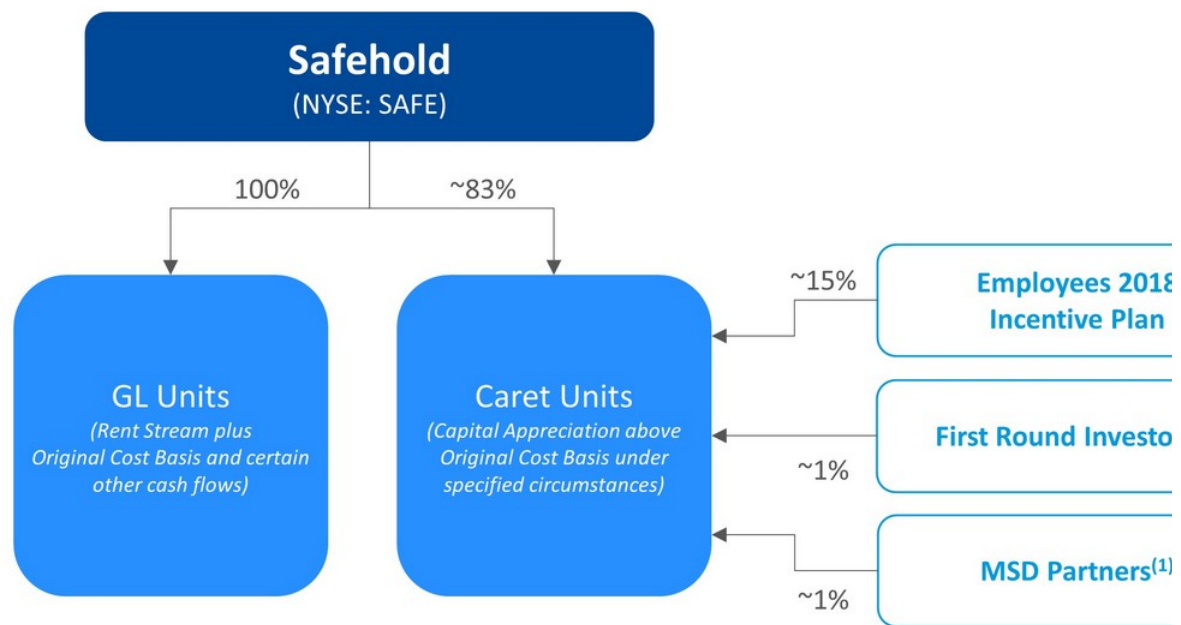 Safehold
(NYSE: SAFE)
100%
~83%
GL Units
(Rent Stream plus
Original Cost Basis and certain
other cash flows)
Caret Units
(Capital Appreciation above
Original Cost Basis under
specified circumstances)
~15%
Employees 2018
Incentive Plan
First Round Investo
~1%
MSD Partners(1)
~1%